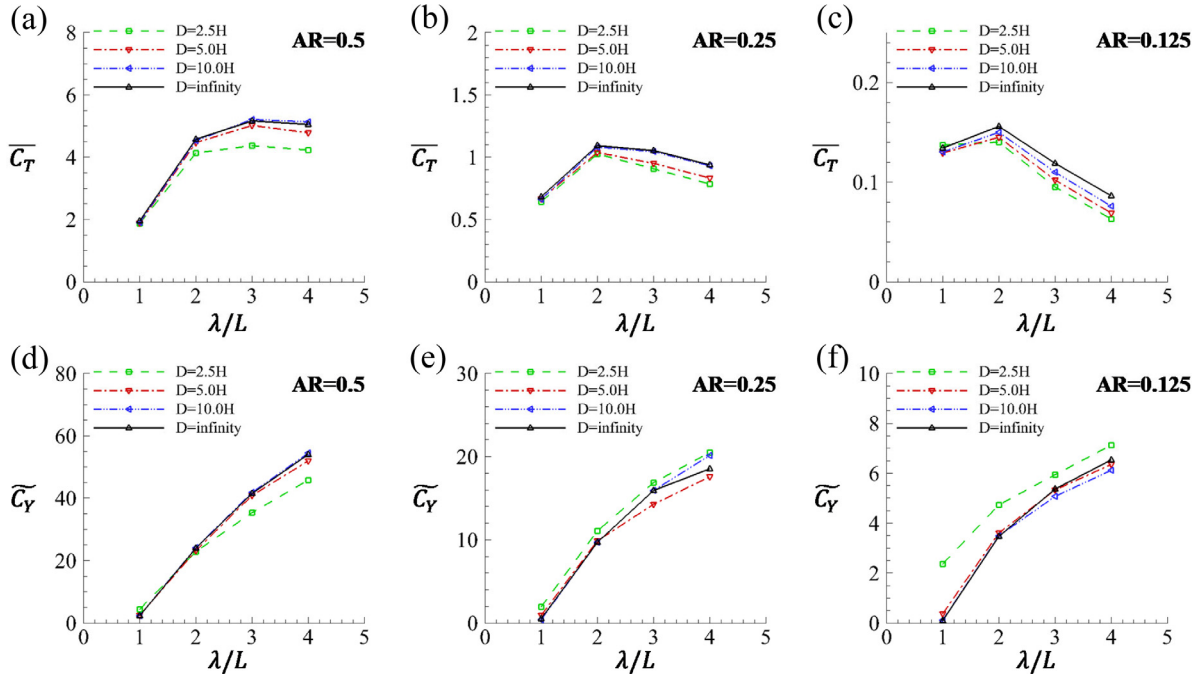 (a)
D=2.5H
D=5.0H
D=10.0H
D=infinity
AR=0.5
8
6
4
2
0
C_T
0 1 2 3 4 5
λ/L
(b)
D=2.5H
D=5.0H
D=10.0H
D=infinity
AR=0.25
2
1.5
1
0.5
0
C_T
0 1 2 3 4 5
λ/L
(c)
D=2.5H
D=5.0H
D=10.0H
D=infinity
AR=0.125
0.2
0.1
0
C_T
0 1 2 3 4 5
λ/L
(d)
D=2.5H
D=5.0H
D=10.0H
D=infinity
AR=0.5
80
60
40
20
0
C_Y
0 1 2 3 4 5
λ/L
(e)
D=2.5H
D=5.0H
D=10.0H
D=infinity
AR=0.25
30
20
10
0
C_Y
0 1 2 3 4 5
λ/L
(f)
D=2.5H
D=5.0H
D=10.0H
D=infinity
AR=0.125
10
8
6
4
2
0
C_Y
0 1 2 3 4 5
λ/L